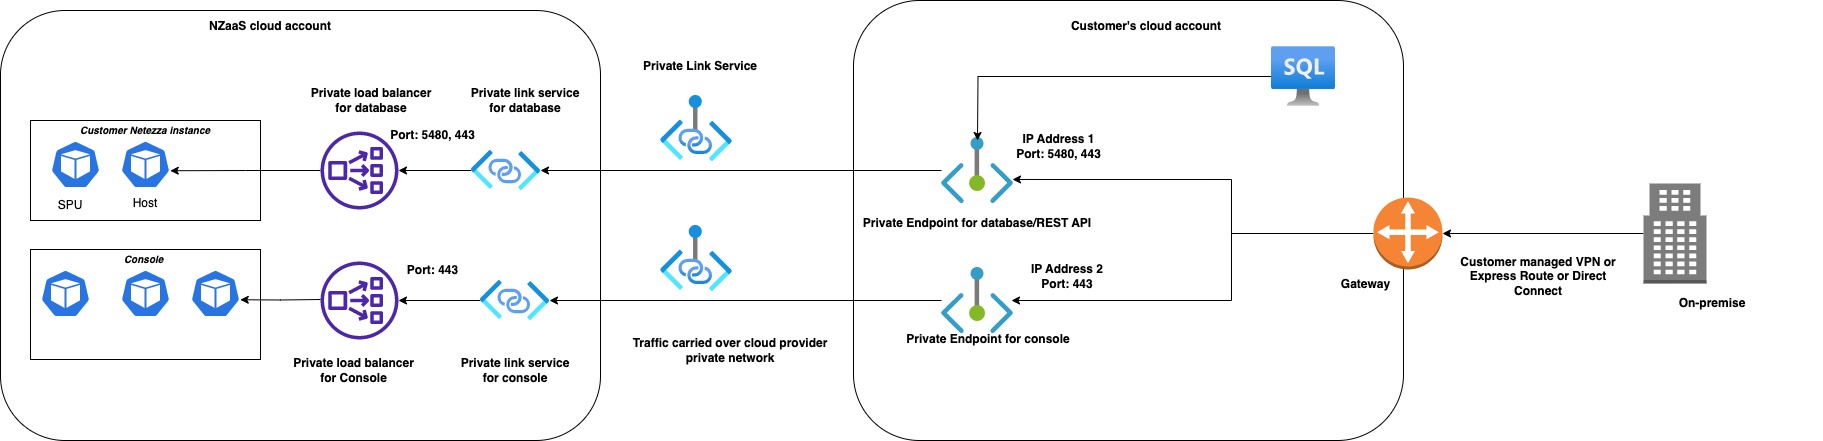 NZaaS cloud account
Customer's cloud account
Private Link Service
SQL
Private load balancer
for database
Private link service
for database
Customer Netezza instance
Port: 5480, 443
IP Address 1
Port: 5480, 443
SPU
Host
Private Endpoint for database/REST API
Console
Port: 443
IP Address 2
Port: 443
Gateway
Customer managed VPN or
Express Route or Direct
Connect
On-premise
Private Endpoint for console
Traffic carried over cloud provider
private network
Private load balancer
for Console
Private link service
for console